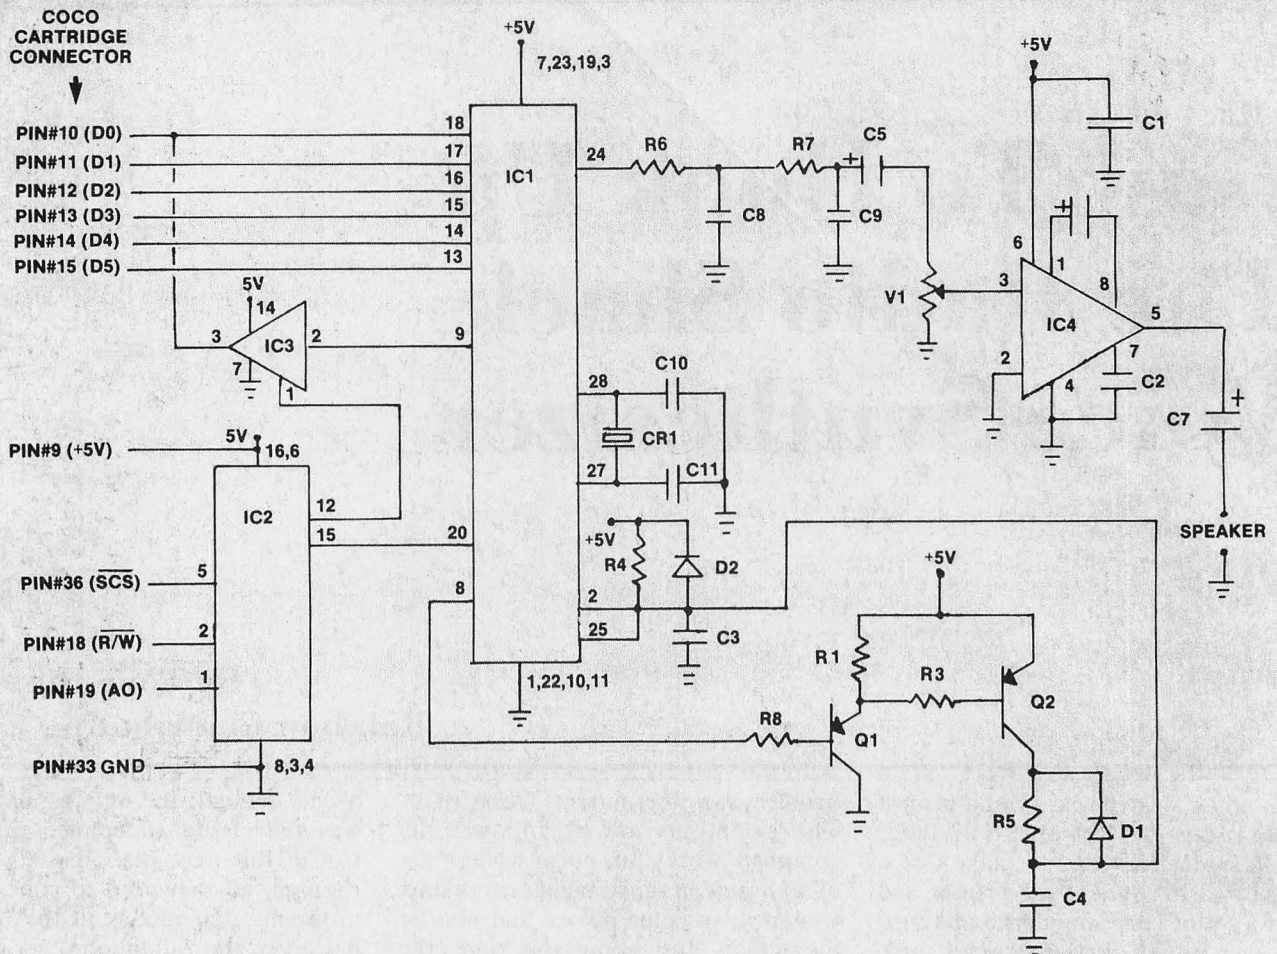 COCO
CARTRIDGE
CONNECTOR
+5V
7,23,19,3
+5V
PIN#10 (D0)
18
PIN#11 (D1)
17
PIN#12 (D2)
16
PIN#13 (D3)
15
PIN#14 (D4)
14
PIN#15 (D5)
13
IC1
24
R6
R7
+
C5
C1
C8
C9
+
6
1
8
3
V1
IC4
5
2
4
7
C2
5V
14
3
IC3
2
7
1
9
28
C10
CR1
27
C11
C7
+
PIN#9 (+5V)
5V
16,6
IC2
12
15
20
+5V
R4
D2
SPEAKER
PIN#36 (SCS)
5
8
2
25
C3
+5V
PIN#18 (R/W)
2
PIN#19 (AO)
1
1,22,10,11
R1
R3
Q2
R8
Q1
PIN#33 GND
8,3,4
R5
D1
C4